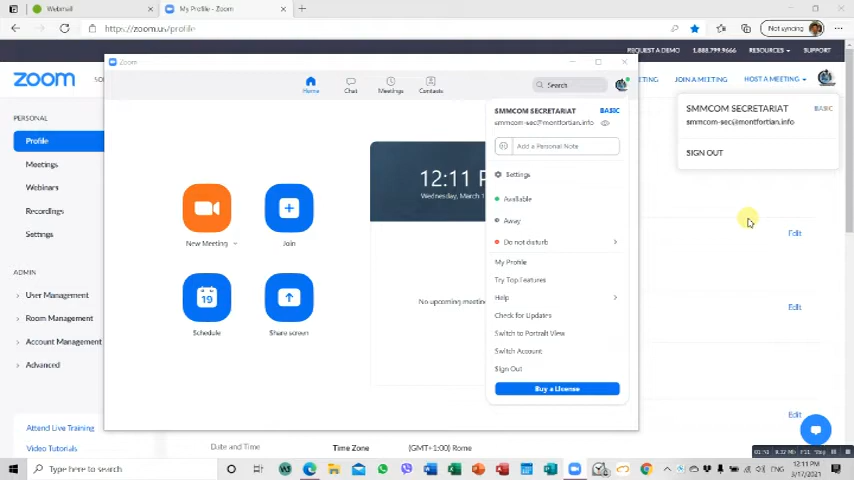 Webmail
My Profile - Zoom
https://zoom.us/profile
Not syncing
REQUEST A DEMO 1.888.799.9666 RESOURCES SUPPORT
zoom
JOIN A MEETING HOST A MEETING
Zoom
Home Chat Meetings Contacts
Search
SMMCOM SECRETARIAT BASIC
smmcom-sec@montfortian.info
Add a Personal Note
Settings
Available
Away
Do not disturb
My Profile
Try Top Features
Help
Check for Updates
Switch to Portrait View
Switch Account
Sign Out
Buy a License
SMMCOM SECRETARIAT BASIC
smmcom-sec@montfortian.info
SIGN OUT
Edit
Edit
Edit
PERSONAL
Profile
Meetings
Webinars
Recordings
Settings
ADMIN
User Management
Room Management
Account Management
Advanced
Attend Live Training
Video Tutorials
New Meeting
Join
19
Schedule
Share screen
12:11 P
Wednesday, March 1
No upcoming meeting
Date and Time Time Zone (GMT+1:00) Rome
Type here to search
12:11 PM
3/17/2021